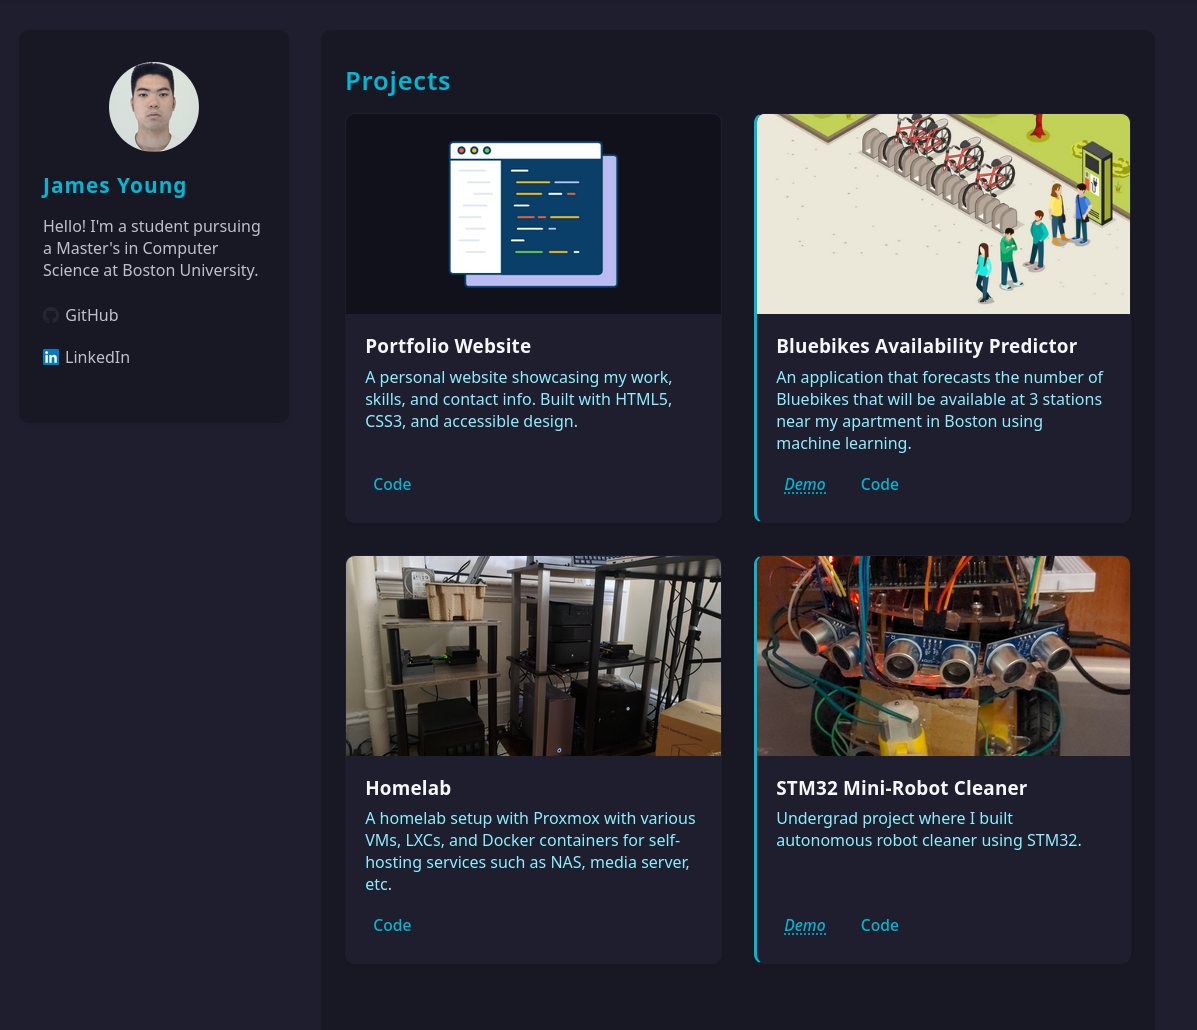 James Young
Hello! I'm a student pursuing
a Master's in Computer
Science at Boston University.
GitHub
in LinkedIn
Projects
Portfolio Website
A personal website showcasing my work,
skills, and contact info. Built with HTML5,
CSS3, and accessible design.
Code
Bluebikes Availability Predictor
An application that forecasts the number of
Bluebikes that will be available at 3 stations
near my apartment in Boston using
machine learning.
Demo Code
Homelab
A homelab setup with Proxmox with various
VMs, LXCs, and Docker containers for self-
hosting services such as NAS, media server,
etc.
Code
STM32 Mini-Robot Cleaner
Undergrad project where I built
autonomous robot cleaner using STM32.
Demo Code